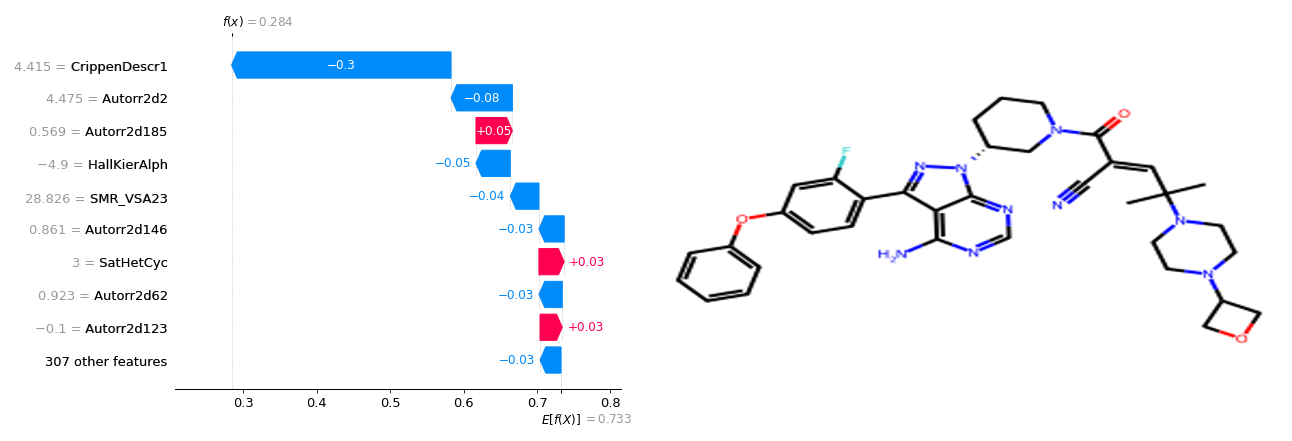 f(x) = 0.284
4.415 = CrippenDescr1
−0.3
4.475 = Autorr2d2
−0.08
0.569 = Autorr2d185
+0.05
−4.9 = HallKierAlph
−0.05
28.826 = SMR_VSA23
−0.04
0.861 = Autorr2d146
−0.03
3 = SatHetCyc
+0.03
0.923 = Autorr2d62
−0.03
−0.1 = Autorr2d123
+0.03
307 other features
−0.03
0.3 0.4 0.5 0.6 0.7 0.8
E[f(X)] = 0.733
O
N
F
N
N
N
N
O
N
H₂N
N
N
O